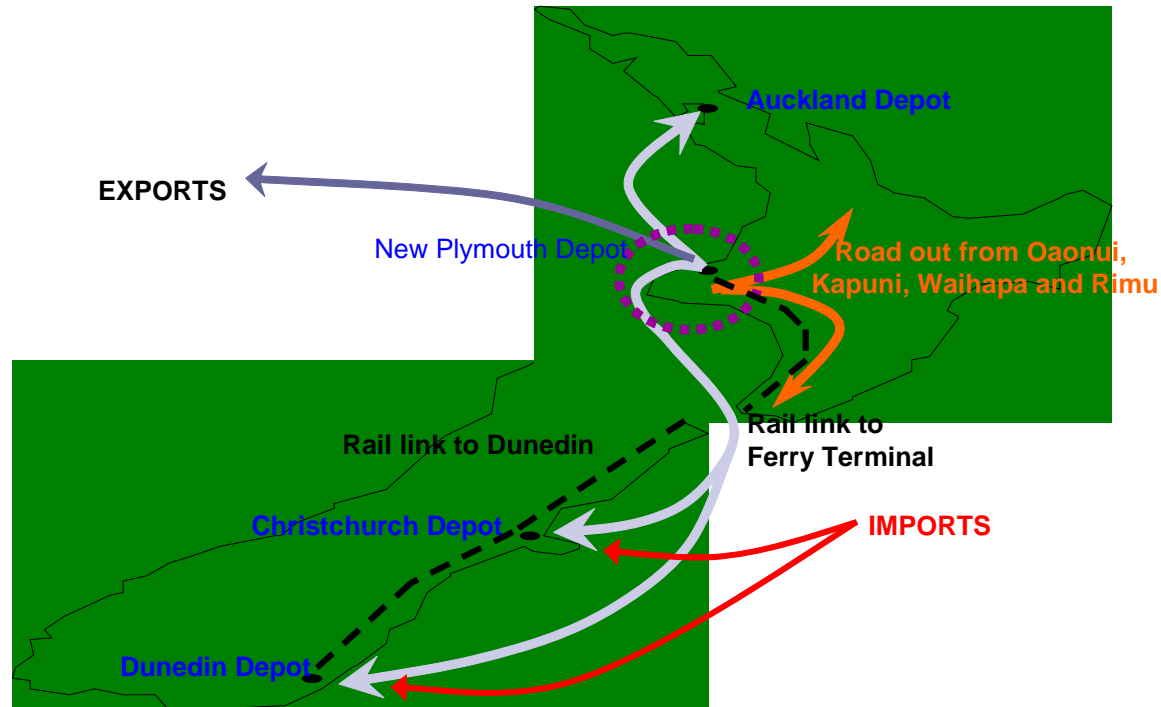 Auckland Depot
EXPORTS
New Plymouth Depot
Road out from Oaonui,
Kapuni, Waihapa and Rimu
Rail link to Dunedin
Rail link to
Ferry Terminal
Christchurch Depot
IMPORTS
Dunedin Depot